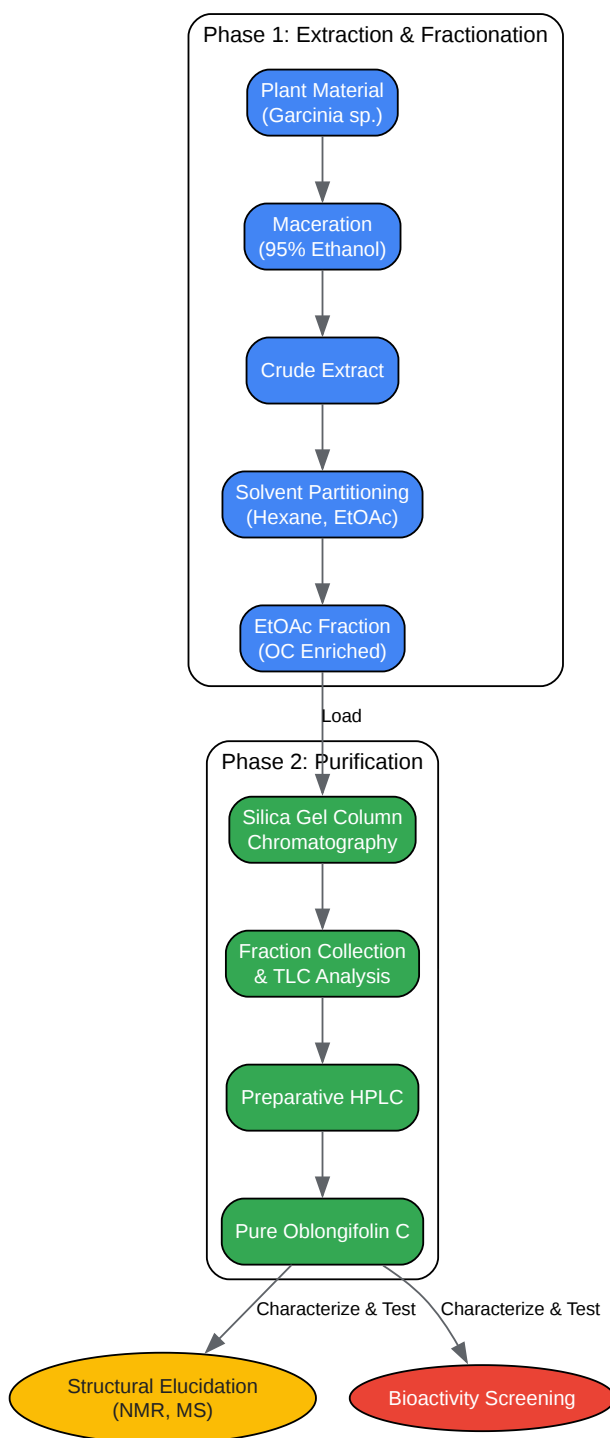 Phase 1: Extraction & Fractionation
Plant Material
(Garcinia sp.)
Maceration
(95% Ethanol)
Crude Extract
Solvent Partitioning
(Hexane, EtOAc)
EtOAc Fraction
(OC Enriched)
Load
Phase 2: Purification
Silica Gel Column
Chromatography
Fraction Collection
& TLC Analysis
Preparative HPLC
Pure Oblongifolin C
Characterize & Test
Characterize & Test
Structural Elucidation
(NMR, MS)
Bioactivity Screening